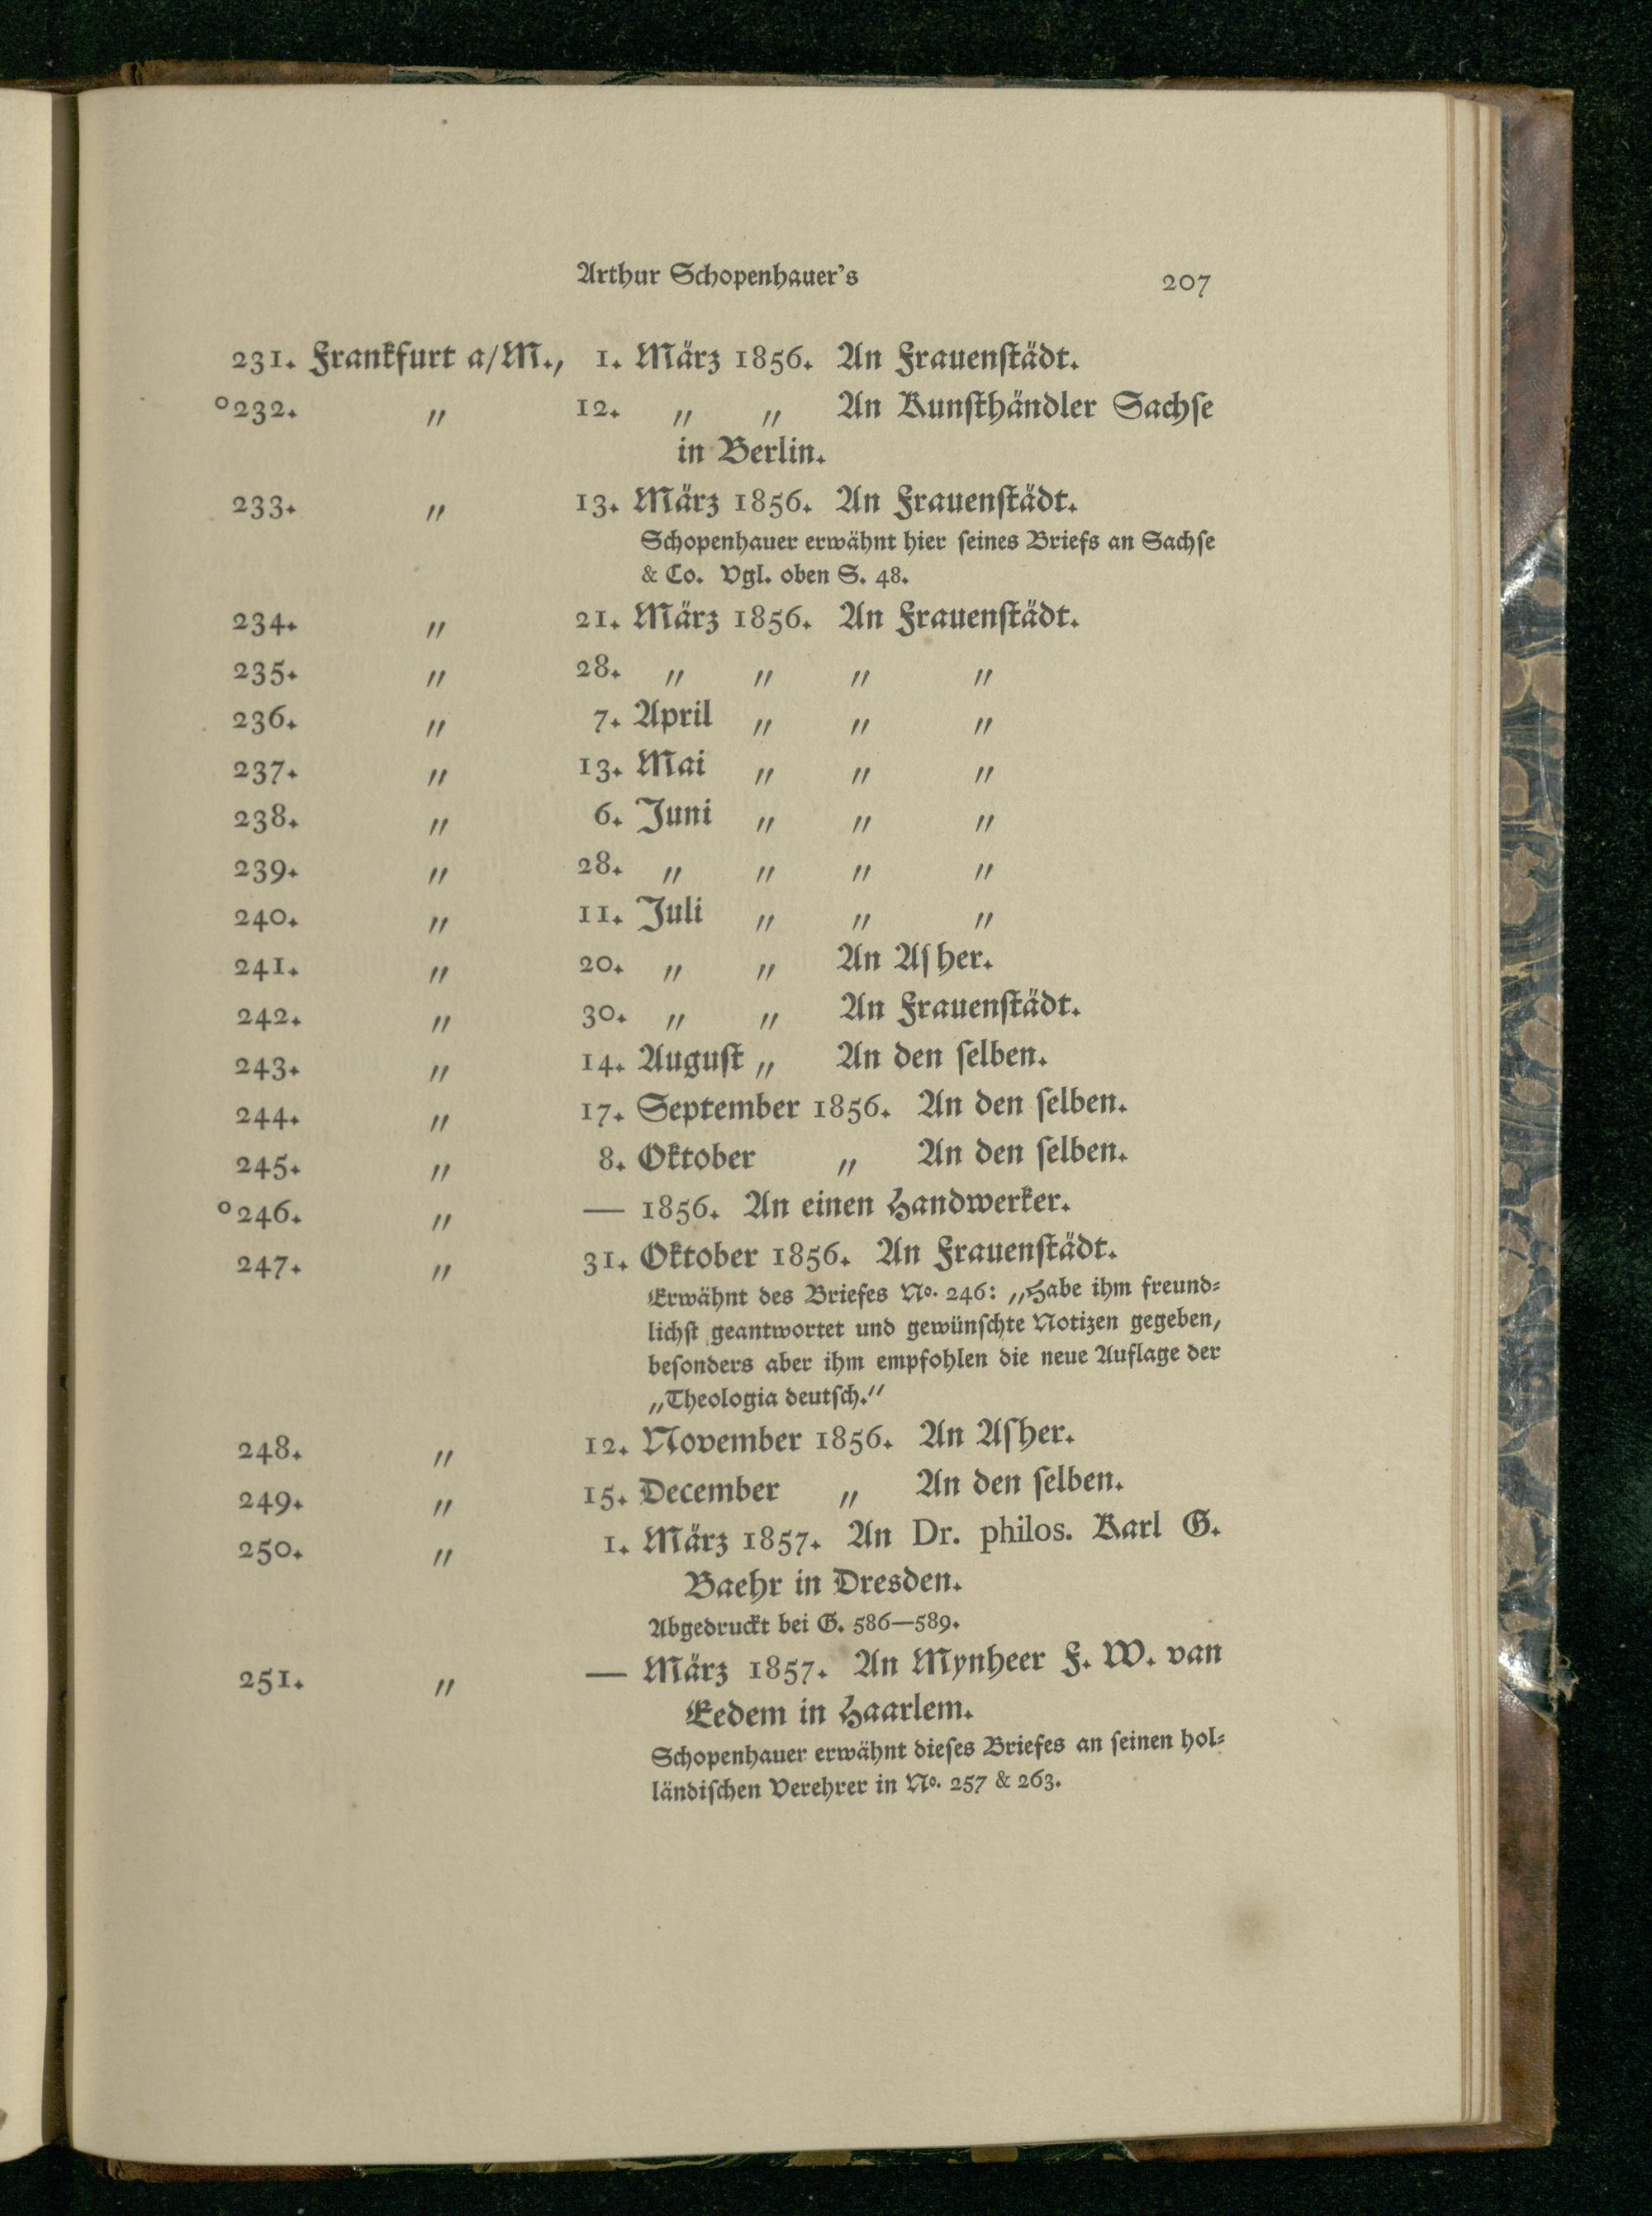 Arthur Schopenhauer's 207
231. Frankfurt a/M., 1. März 1856. An Frauenſtädt.
°232. „ 12. „ „ An Kunſthändler Sachſe
in Berlin.
233. „ 13. März 1856. An Frauenſtädt.
Schopenhauer erwähnt hier ſeines Briefs an Sachſe
& Co. Vgl. oben S. 48.
234. „ 21. März 1856. An Frauenſtädt.
235. „ 28. „ „ „ „
236. „ 7. April „ „ „
237. „ 13. Mai „ „ „
238. „ 6. Juni „ „ „
239. „ 28. „ „ „ „
240. „ 11. Juli „ „ „
241. „ 20. „ „ An Aſher.
242. „ 30. „ „ An Frauenſtädt.
243. „ 14. Auguſt „ An den ſelben.
244. „ 17. September 1856. An den ſelben.
245. „ 8. Oktober „ An den ſelben.
°246. „ — 1856. An einen Handwerker.
247. „ 31. Oktober 1856. An Frauenſtädt.
Erwähnt des Briefes No. 246: „Habe ihm freund⸗
lichſt geantwortet und gewünſchte Notizen gegeben,
beſonders aber ihm empfohlen die neue Auflage der
„Theologia deutſch.“
248. „ 12. November 1856. An Aſher.
249. „ 15. December „ An den ſelben.
250. „ 1. März 1857. An Dr. philos. Karl G.
Baehr in Dresden.
Abgedruckt bei G. 586—589.
251. „ — März 1857. An Mynheer F. W. van
Eedem in Haarlem.
Schopenhauer erwähnt dieſes Briefes an ſeinen hol⸗
ländiſchen Verehrer in No. 257 & 263.